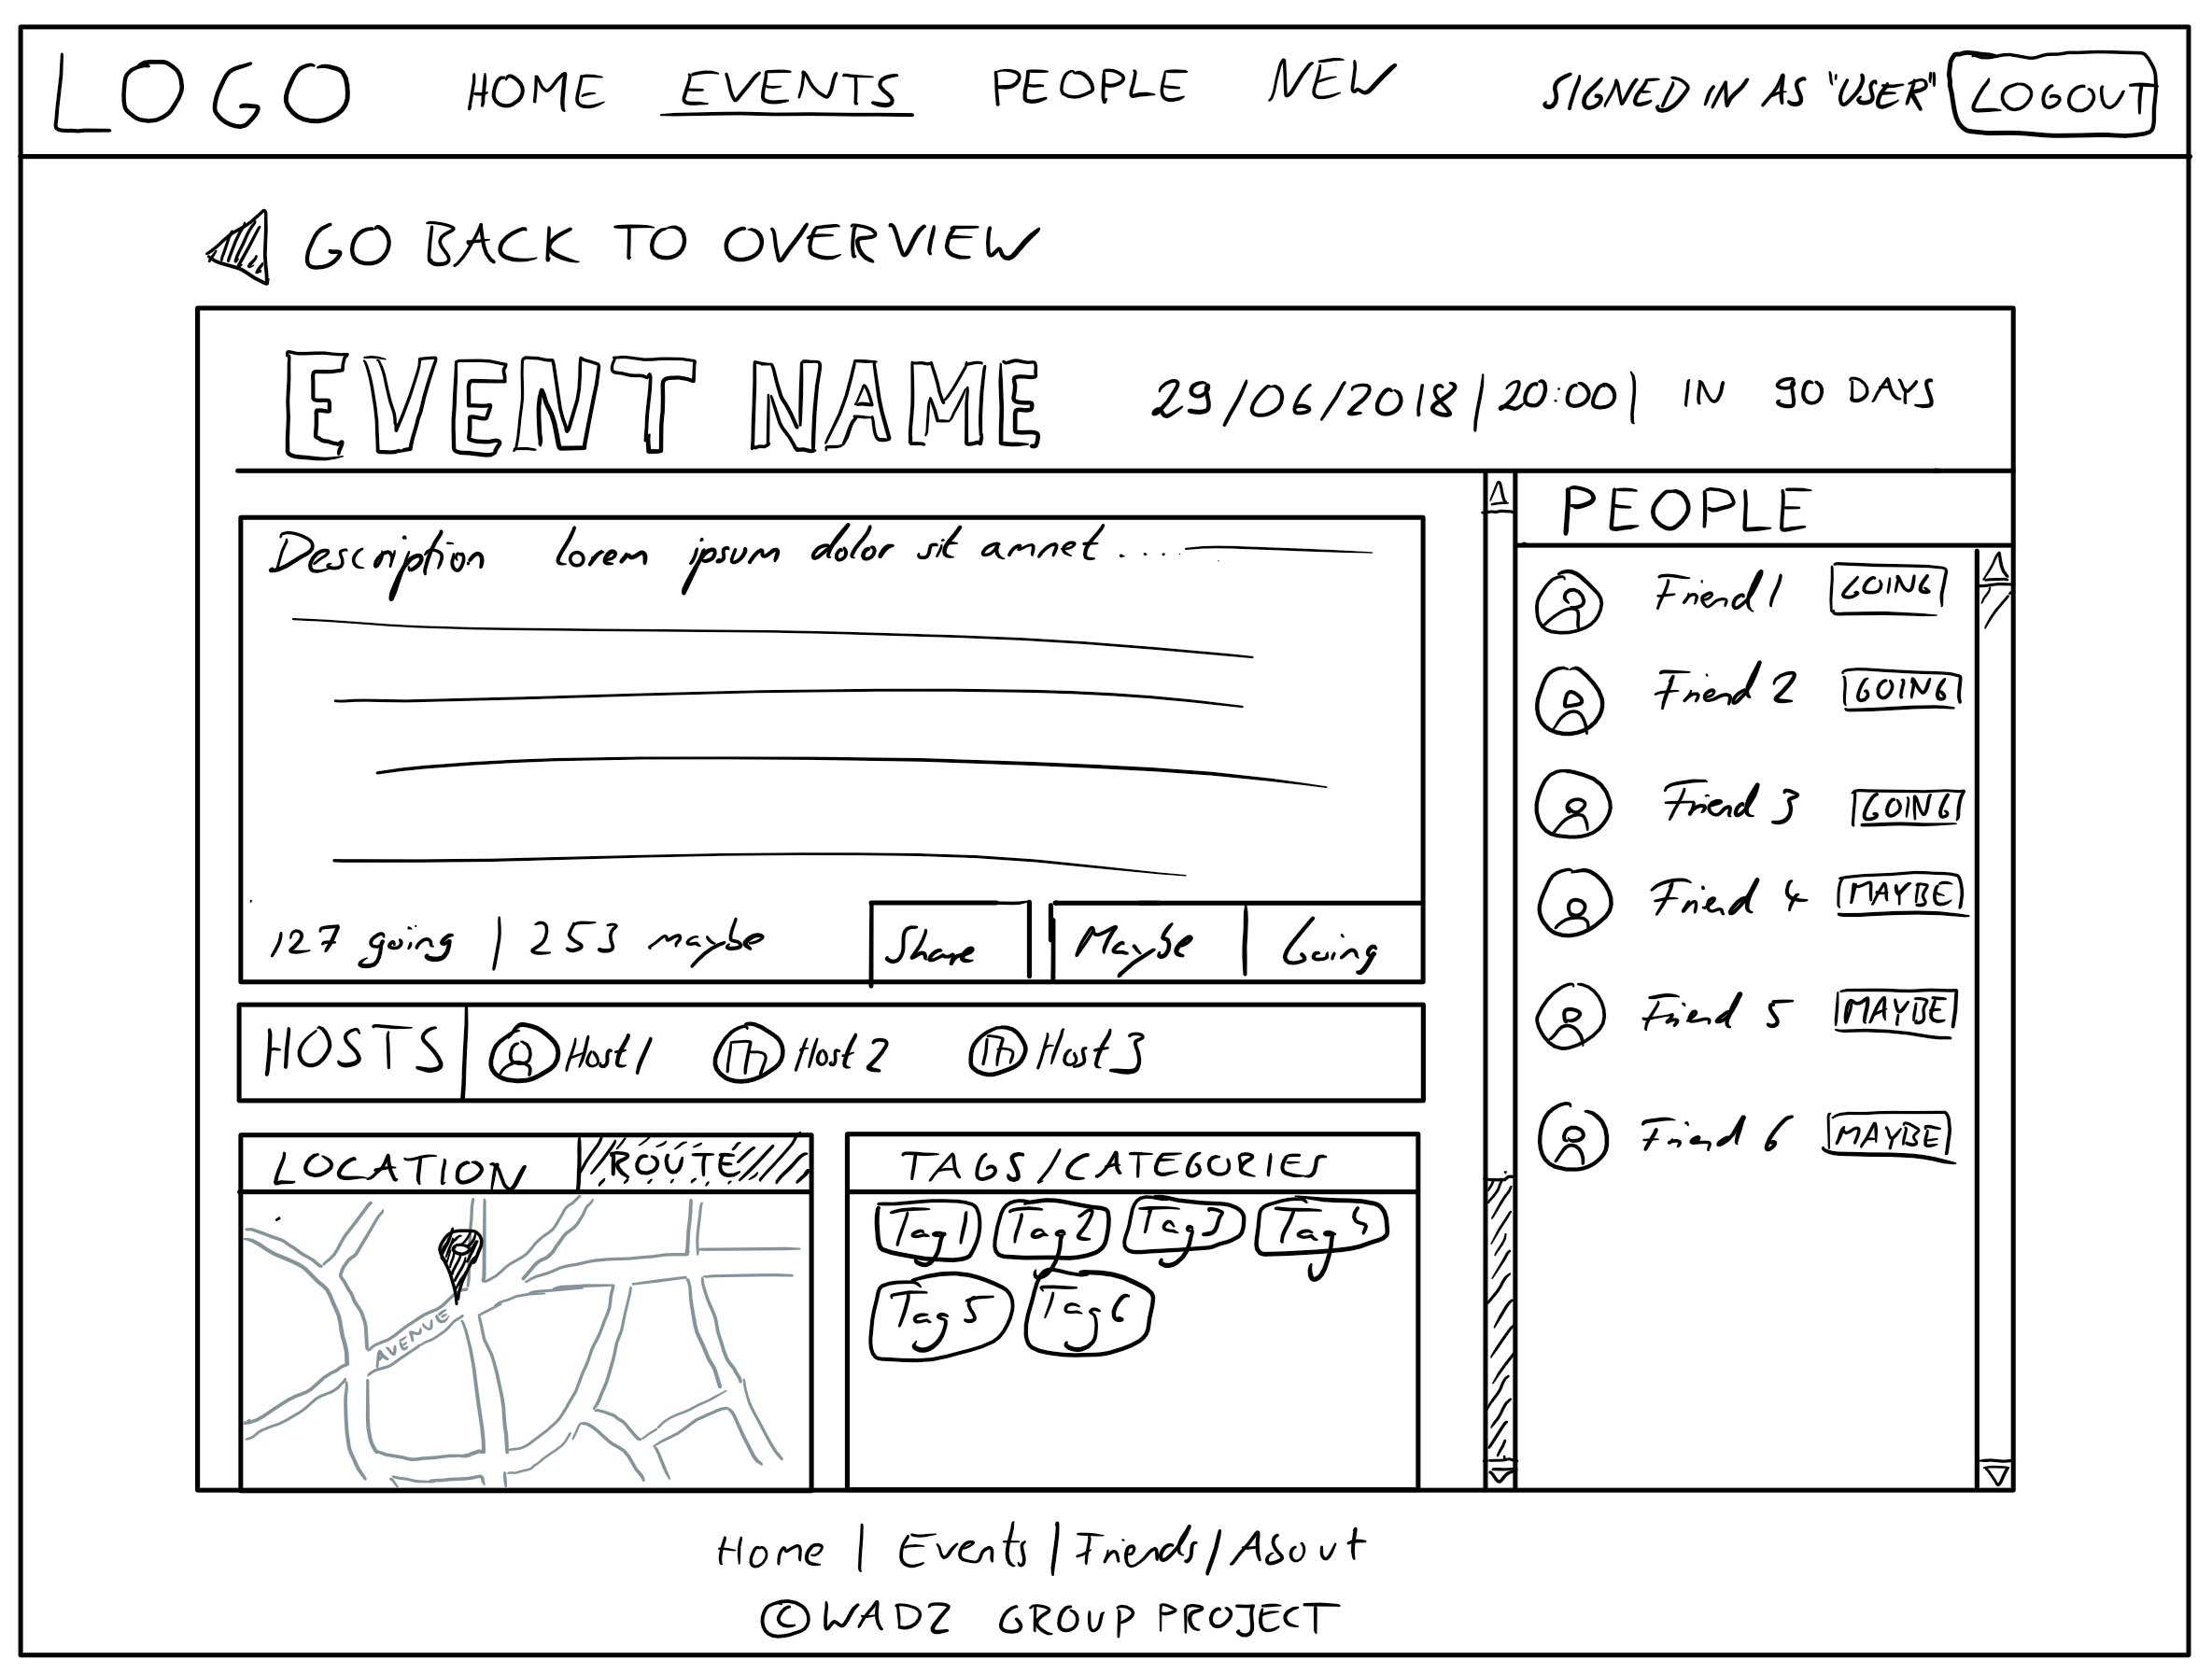 LOGO HOME EVENTS PEOPLE NEW SIGNED IN AS "USER" LOGOUT
GO BACK TO OVERVIEW
EVENT NAME 29/06/2018 | 20:00 | IN 90 DAYS
Description lorem ipsum dolor sit amnet ....
127 going | 253 maybe Share Maybe | Going
HOSTS Host 1 Host 2 Host 3
LOCATION ROUTE
AVENUE
TAGS/CATEGORIES
Tag 1 Tag 2 Tag 3 Tag 4
Tag 5 Tag 6
PEOPLE
Friend 1 GOING
Friend 2 GOING
Friend 3 GOING
Friend 4 MAYBE
Friend 5 MAYBE
Friend 6 MAYBE
Home | Events | Friends / About
© WAD2 GROUP PROJECT